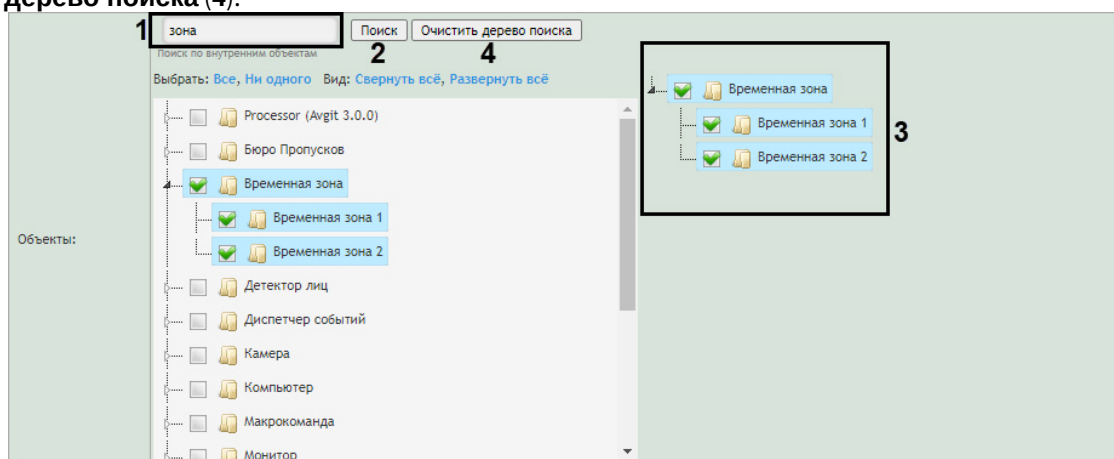 дерево поиска (4).
1 зона Поиск Очистить дерево поиска
Поиск по внутренним объектам 2 4
Выбрать: Все, Ни одного Вид: Свернуть всё, Развернуть всё
Processor (Avgit 3.0.0)
Бюро Пропусков
Временная зона
Временная зона 1
Временная зона 2
Объекты:
Детектор лиц
Диспетчер событий
Камера
Компьютер
Макрокоманда
Монитор
Временная зона
Временная зона 1
3
Временная зона 2